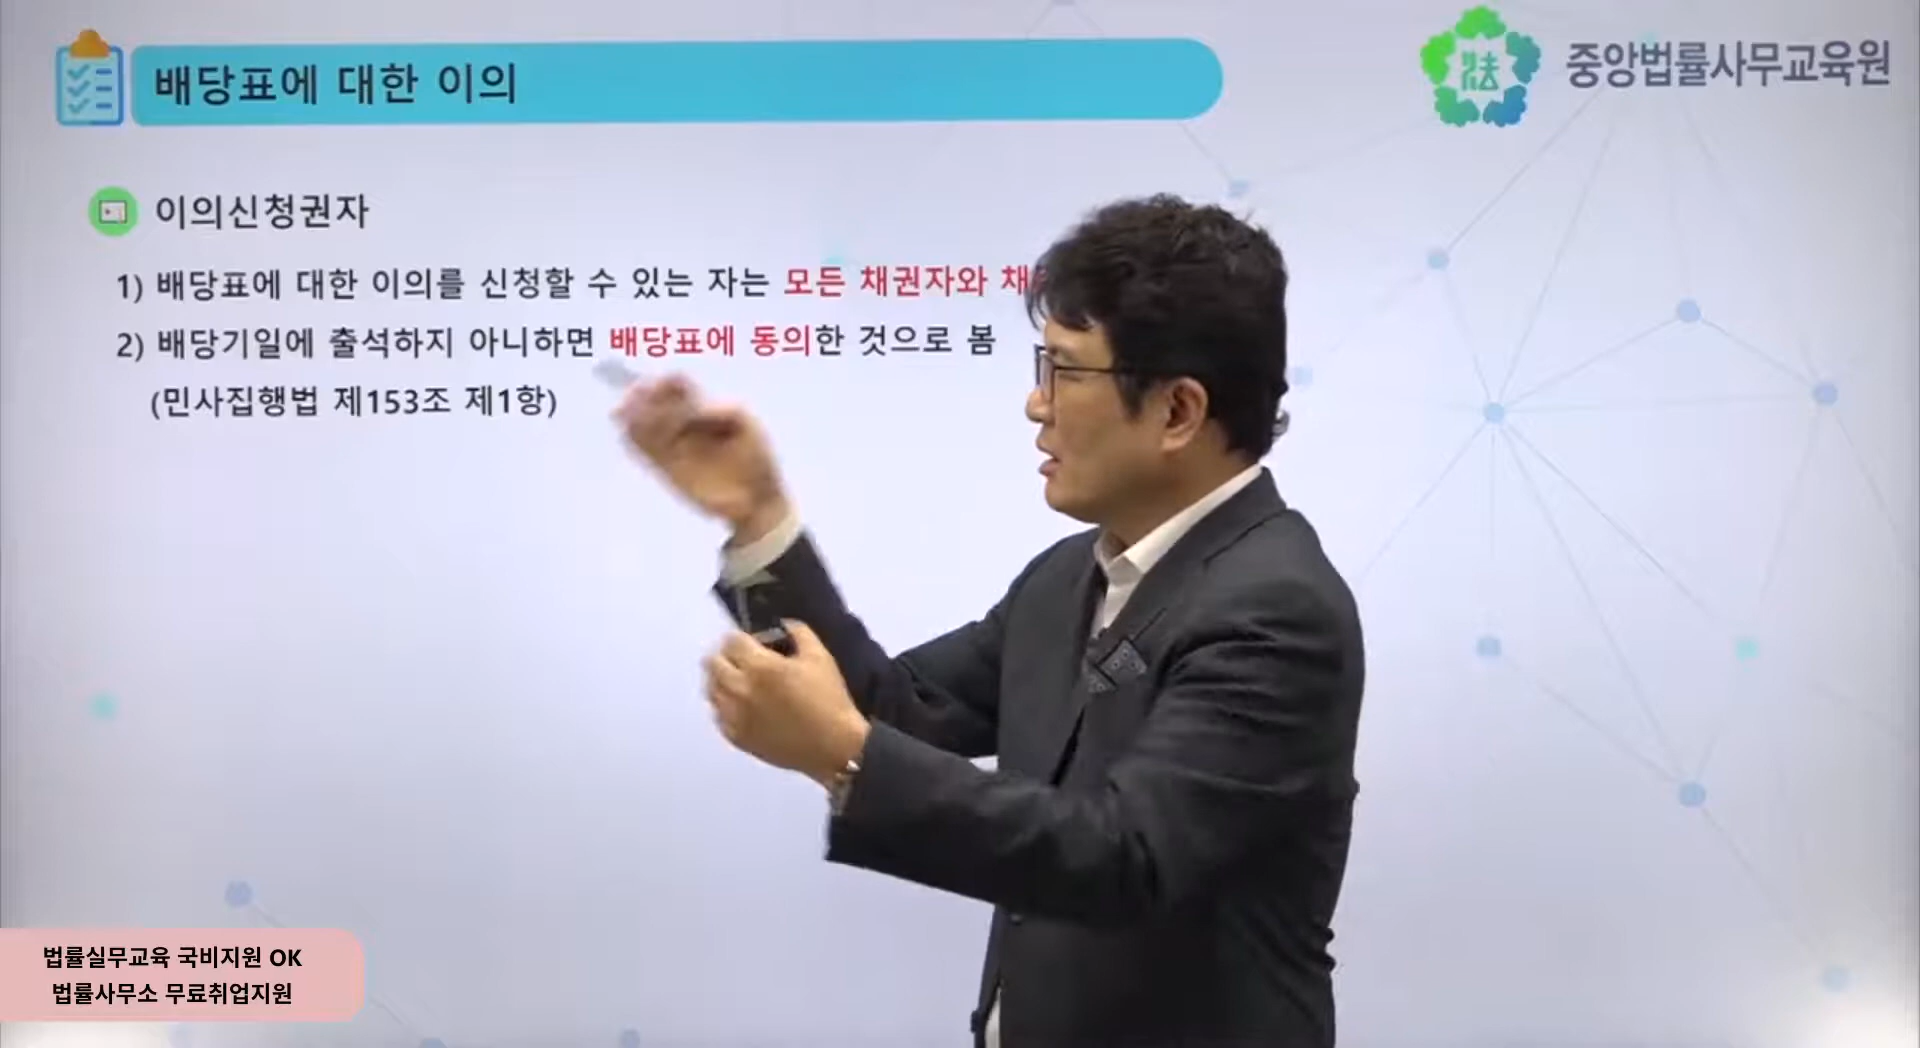 배당표에 대한 이의
法
중앙법률사무교육원
이의신청권자
1) 배당표에 대한 이의를 신청할 수 있는 자는 모든 채권자와
2) 배당기일에 출석하지 아니하면 배당표에 동의한 것으로 봄
(민사집행법 제153조 제1항)
법률실무교육 국비지원 OK
법률사무소 무료취업지원